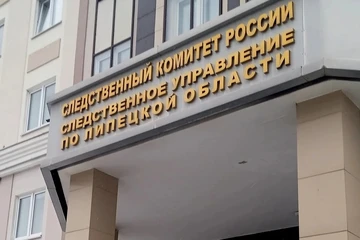 СЛЕДСТВЕННЫЙ КОМИТЕТ РОССИИ
СЛЕДСТВЕННОЕ УПРАВЛЕНИЕ
ПО ЛИПЕЦКОЙ ОБЛАСТИ